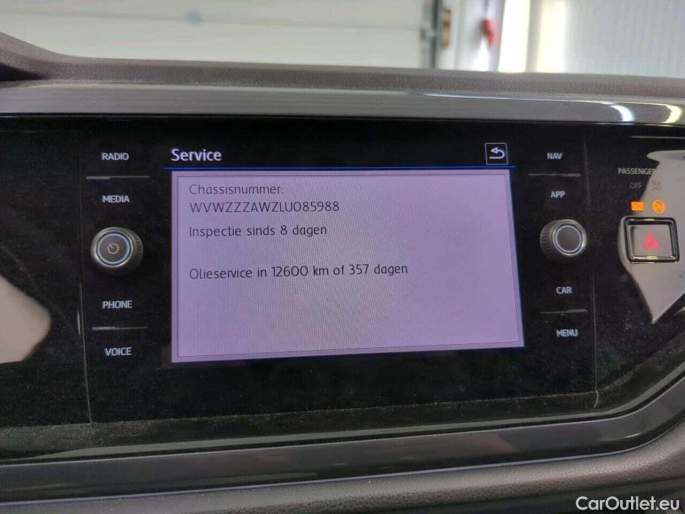 RADIO
Service
NAV
MEDIA
Chassisnummer:
WVWZZZAWZLU085988
Inspectie sinds 8 dagen
Olieservice in 12600 km of 357 dagen
APP
PASSENGER
OFF
PHONE
CAR
VOICE
MENU
CarOutlet.eu